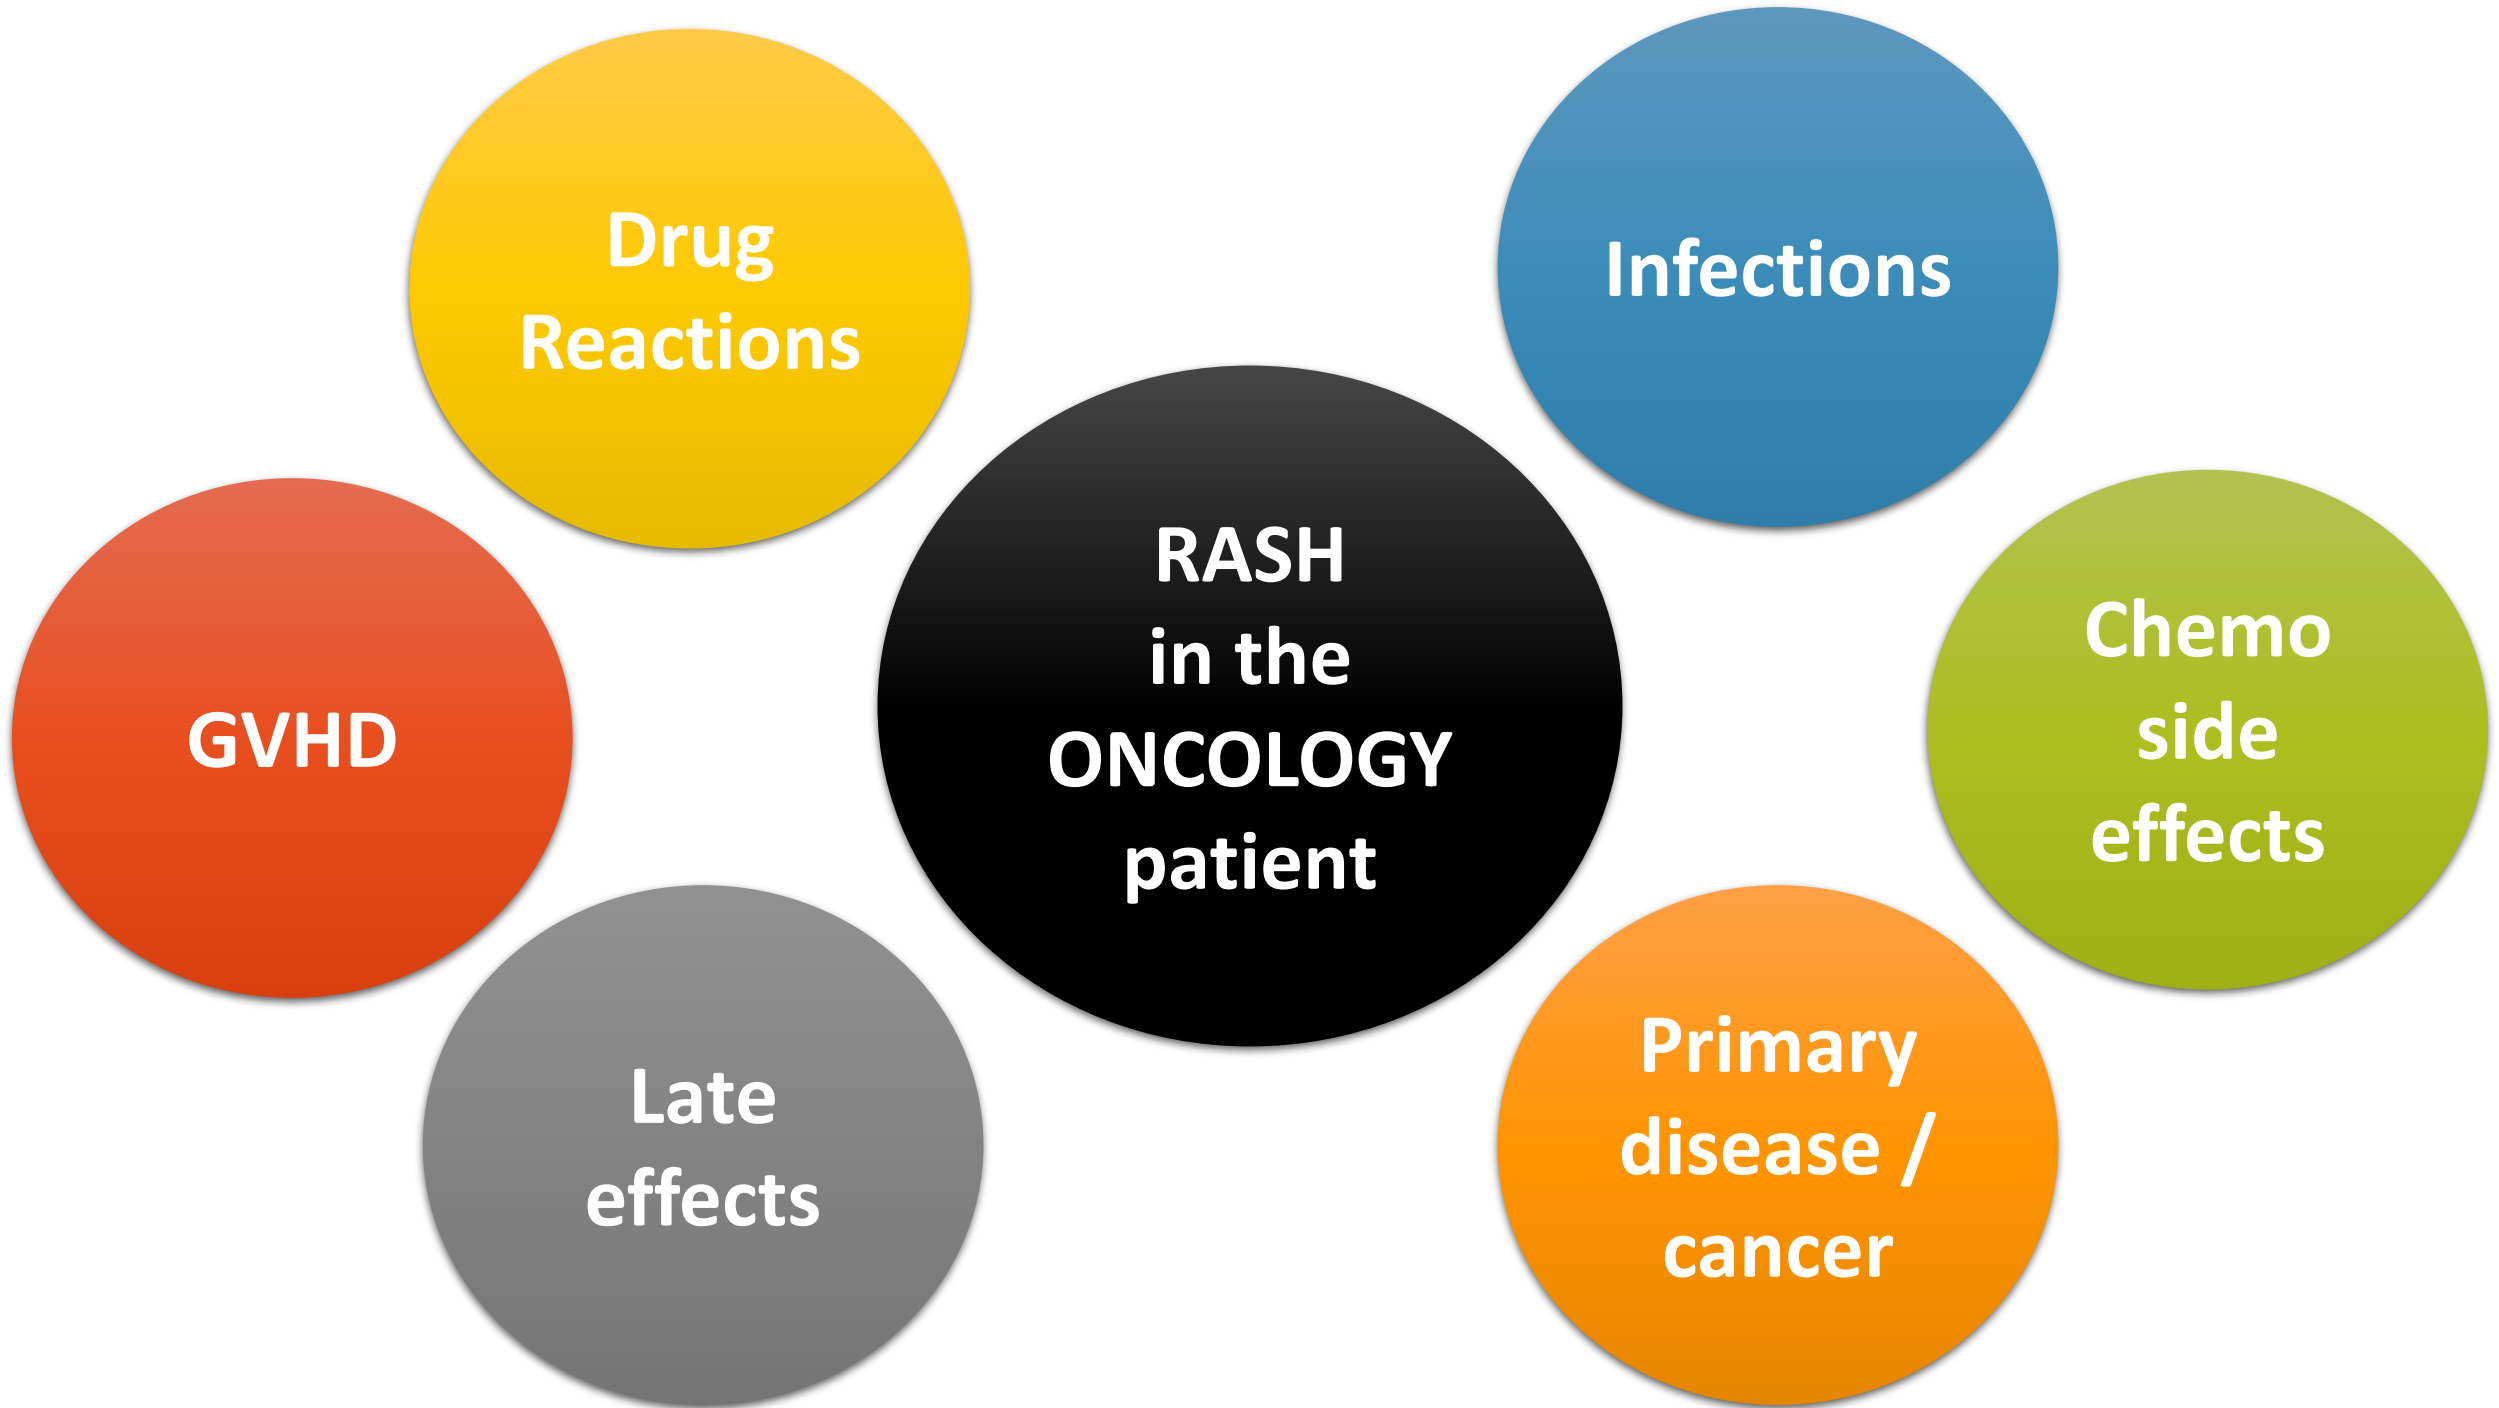 Drug
Reactions
Infections
RASH
in the
ONCOLOGY
patient
GVHD
Chemo
side
effects
Late
effects
Primary
disease /
cancer